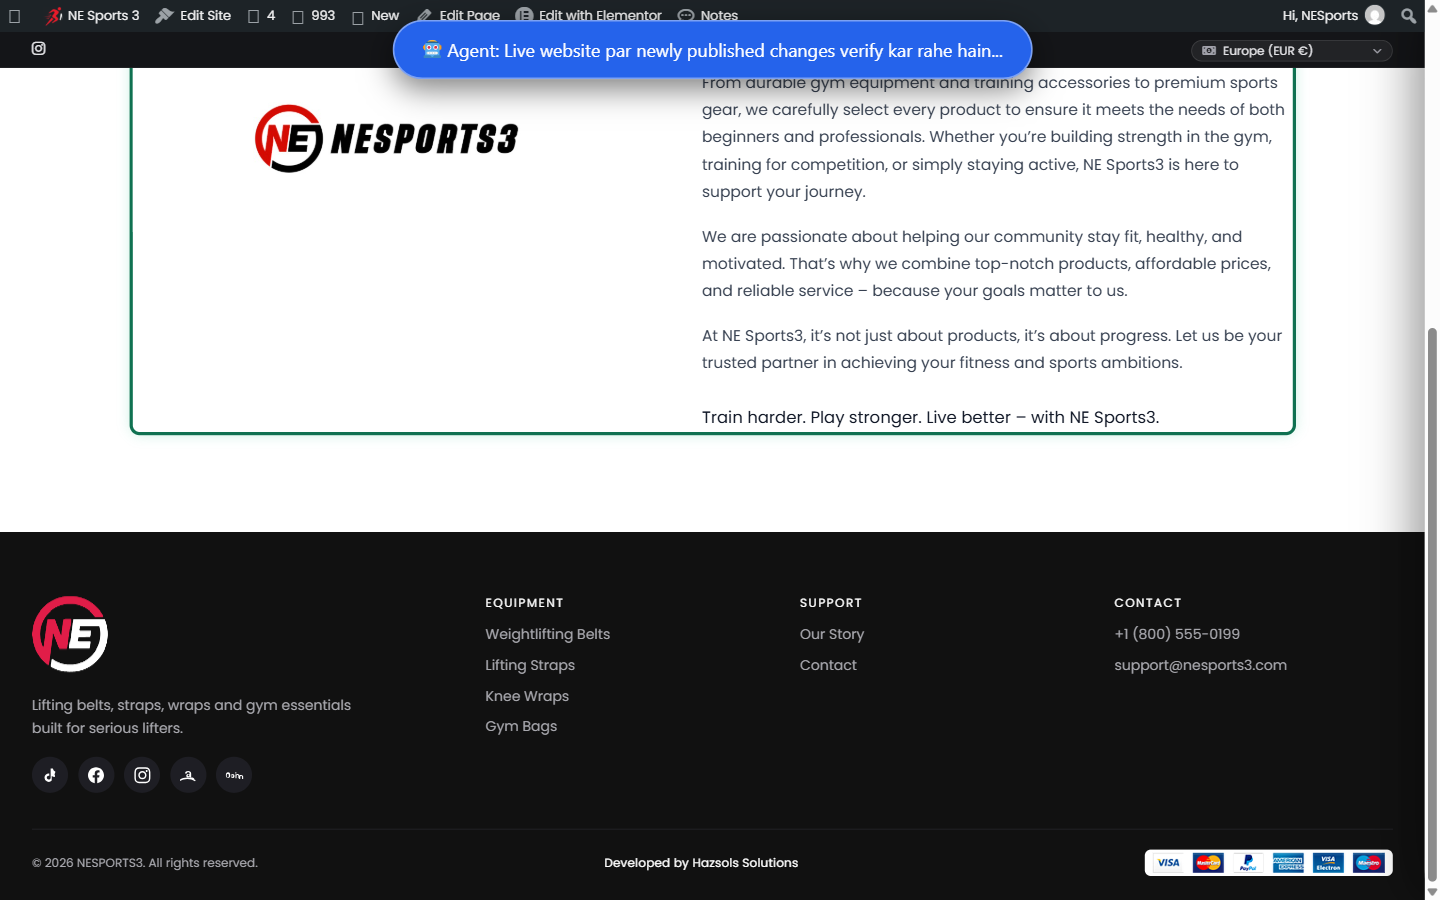 NE Sports 3 Edit Site 4 993 New Edit Page Edit with Elementor Notes Hi, NESports
🤖 Agent: Live website par newly published changes verify kar rahe hain...
Europe (EUR €)
NE NESPORTS3
From durable gym equipment and training accessories to premium sports
gear, we carefully select every product to ensure it meets the needs of both
beginners and professionals. Whether you’re building strength in the gym,
training for competition, or simply staying active, NE Sports3 is here to
support your journey.
We are passionate about helping our community stay fit, healthy, and
motivated. That’s why we combine top-notch products, affordable prices,
and reliable service – because your goals matter to us.
At NE Sports3, it’s not just about products, it’s about progress. Let us be your
trusted partner in achieving your fitness and sports ambitions.
Train harder. Play stronger. Live better – with NE Sports3.
NE
Lifting belts, straps, wraps and gym essentials
built for serious lifters.
EQUIPMENT
Weightlifting Belts
Lifting Straps
Knee Wraps
Gym Bags
SUPPORT
Our Story
Contact
CONTACT
+1 (800) 555-0199
support@nesports3.com
© 2026 NESPORTS3. All rights reserved.
Developed by Hazsols Solutions
VISA MasterCard PayPal AMERICAN EXPRESS VISA Electron Maestro